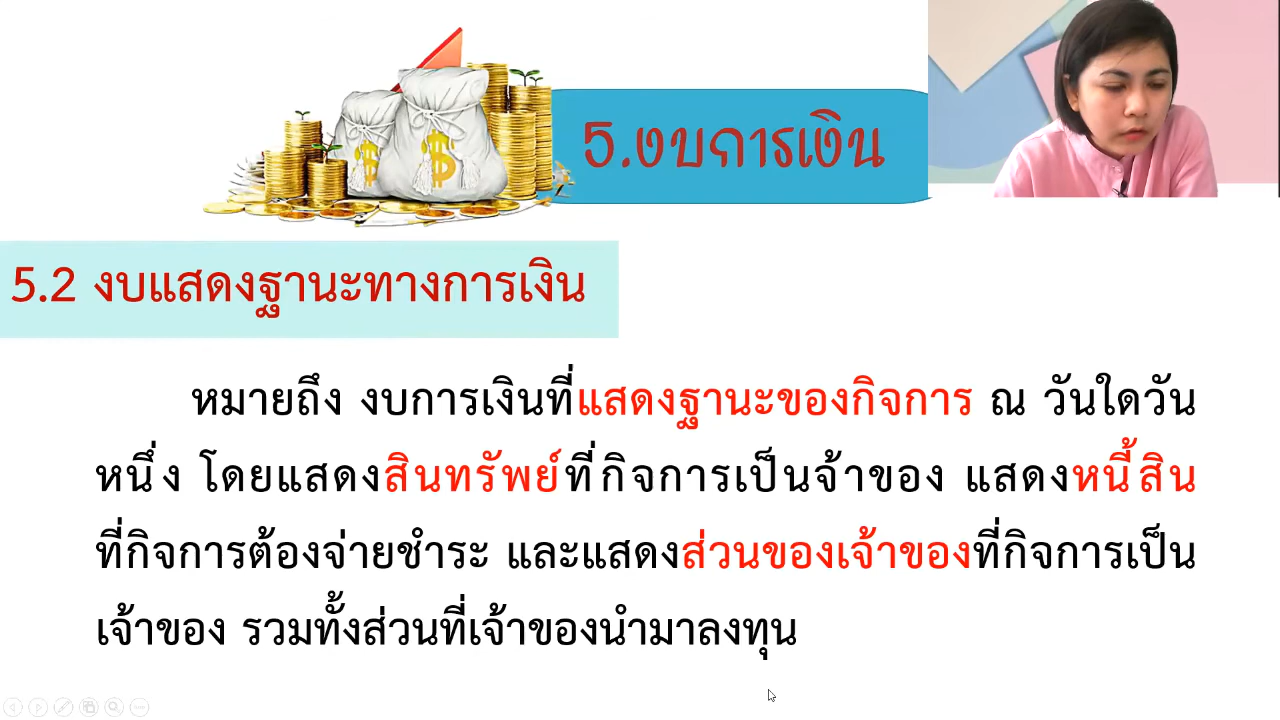 5.งบการเงิน
5.2 งบแสดงฐานะทางการเงิน
หมายถึง งบการเงินที่แสดงฐานะของกิจการ ณ วันใดวัน
หนึ่ง โดยแสดงสินทรัพย์ที่กิจการเป็นจ้าของ แสดงหนี้สิน
ที่กิจการต้องจ่ายชำระ และแสดงส่วนของเจ้าของที่กิจการเป็น
เจ้าของ รวมทั้งส่วนที่เจ้าของนำมาลงทุน